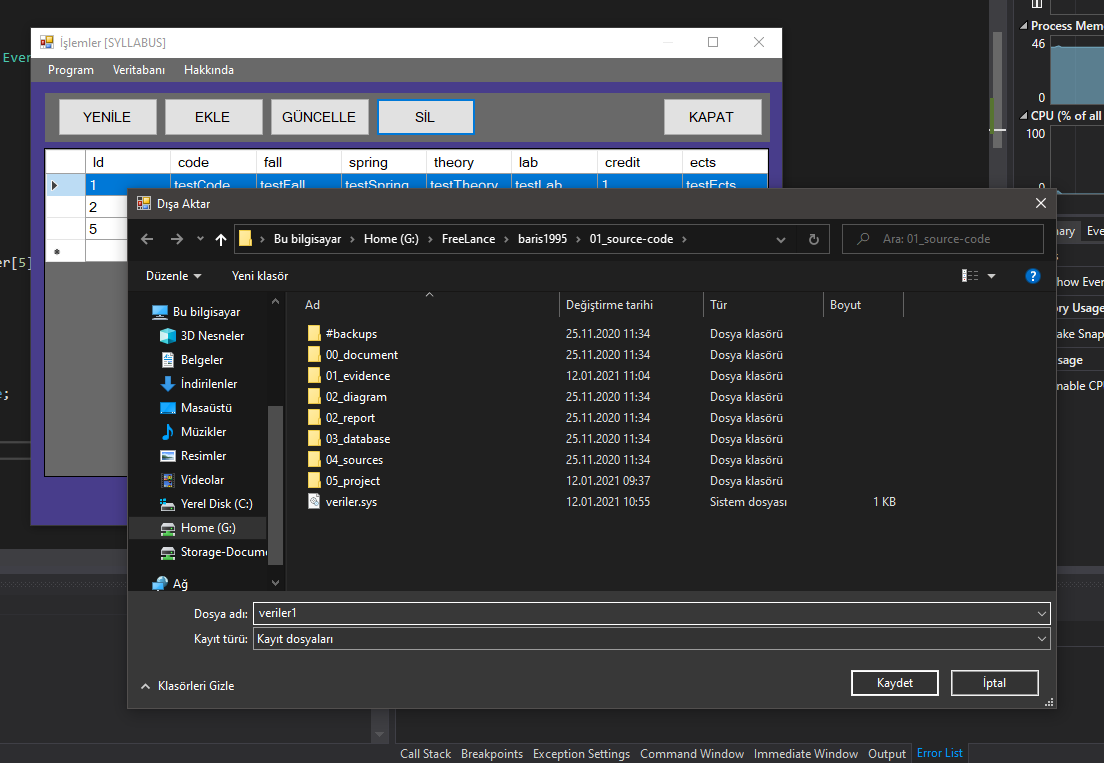 Process Mem
İşlemler [SYLLABUS]
Even
46
Program Veritabanı Hakkında
0
CPU (% of all
YENİLE EKLE GÜNCELLE SİL KAPAT
100
Id code fall spring theory lab credit ects
1 testCode testFall testSpring testTheory testLab 1 testEcts
0
2
Dışa Aktar
5
Bu bilgisayar Home (G:) FreeLance baris1995 01_source-code
Ara: 01_source-code
ary Eve
er[5]
Düzenle Yeni klasör
how Even
Ad Değiştirme tarihi Tür Boyut
ry Usage
Bu bilgisayar
3D Nesneler
Belgeler
İndirilenler
Masaüstü
Müzikler
Resimler
Videolar
Yerel Disk (C:)
Home (G:)
Storage-Docume
Ağ
#backups 25.11.2020 11:34 Dosya klasörü
00_document 25.11.2020 11:34 Dosya klasörü
01_evidence 12.01.2021 11:04 Dosya klasörü
02_diagram 25.11.2020 11:34 Dosya klasörü
02_report 25.11.2020 11:34 Dosya klasörü
03_database 25.11.2020 11:34 Dosya klasörü
04_sources 25.11.2020 11:34 Dosya klasörü
05_project 12.01.2021 09:37 Dosya klasörü
veriler.sys 12.01.2021 10:55 Sistem dosyası 1 KB
ake Snap
sage
nable CPU
e;
Dosya adı: veriler1
Kayıt türü: Kayıt dosyaları
Klasörleri Gizle
Kaydet İptal
Call Stack Breakpoints Exception Settings Command Window Immediate Window Output Error List